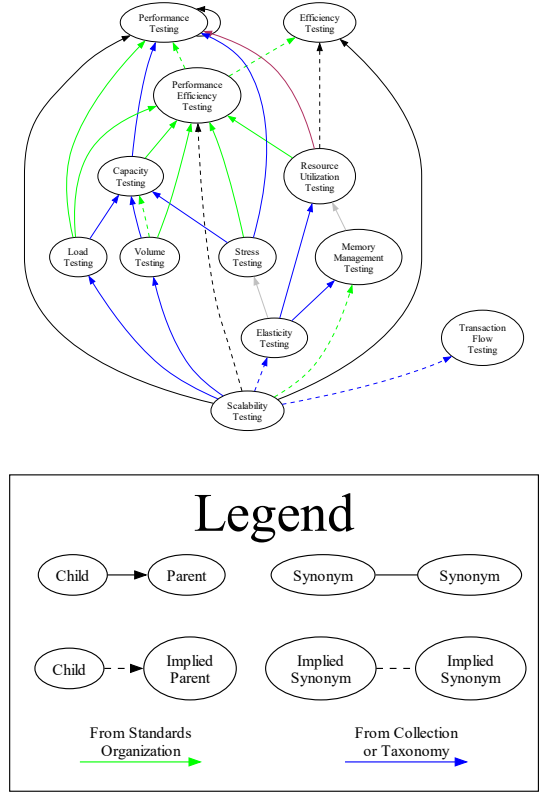 Performance
Testing
Efficiency
Testing
Performance
Efficiency
Testing
Capacity
Testing
Resource
Utilization
Testing
Load
Testing
Volume
Testing
Stress
Testing
Memory
Management
Testing
Elasticity
Testing
Transaction
Flow
Testing
Scalability
Testing
Legend
Child
Parent
Synonym
Synonym
Child
Implied
Parent
Implied
Synonym
Implied
Synonym
From Standards
Organization
From Collection
or Taxonomy